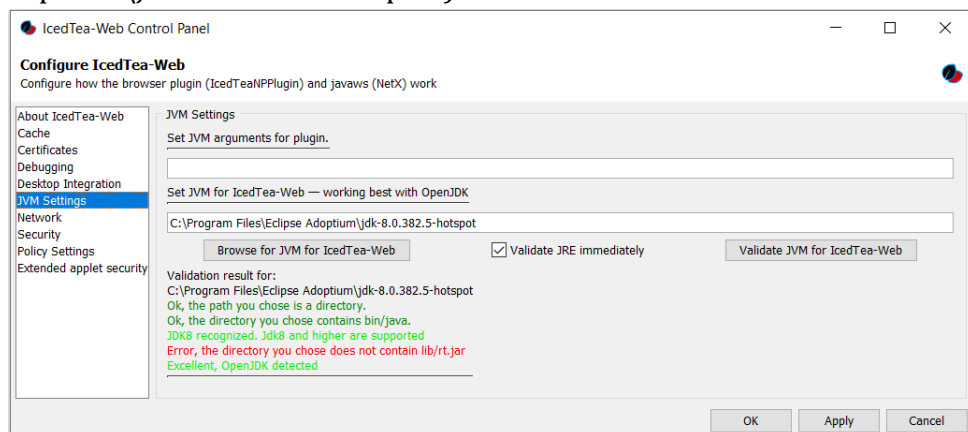 IcedTea-Web Control Panel
Configure IcedTea-Web
Configure how the browser plugin (IcedTeaNPPlugin) and javaws (NetX) work
About IcedTea-Web
Cache
Certificates
Debugging
Desktop Integration
JVM Settings
Network
Security
Policy Settings
Extended applet security
JVM Settings
Set JVM arguments for plugin.
Set JVM for IcedTea-Web — working best with OpenJDK
C:\Program Files\Eclipse Adoptium\jdk-8.0.382.5-hotspot
Browse for JVM for IcedTea-Web
Validate JRE immediately
Validate JVM for IcedTea-Web
Validation result for:
C:\Program Files\Eclipse Adoptium\jdk-8.0.382.5-hotspot
Ok, the path you chose is a directory.
Ok, the directory you chose contains bin/java.
JDK8 recognized. Jdk8 and higher are supported
Error, the directory you chose does not contain lib/rt.jar
Excellent, OpenJDK detected
OK
Apply
Cancel